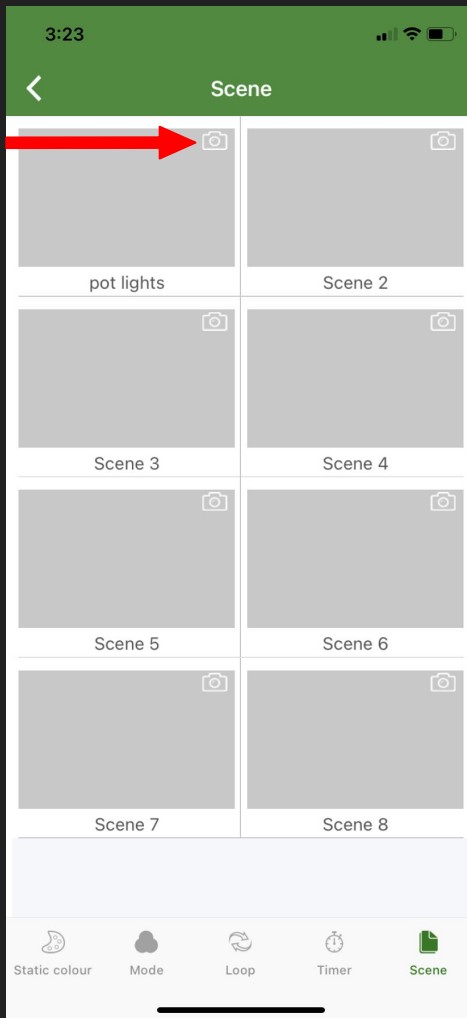 3:23
Scene
pot lights
Scene 2
Scene 3
Scene 4
Scene 5
Scene 6
Scene 7
Scene 8
Static colour
Mode
Loop
Timer
Scene